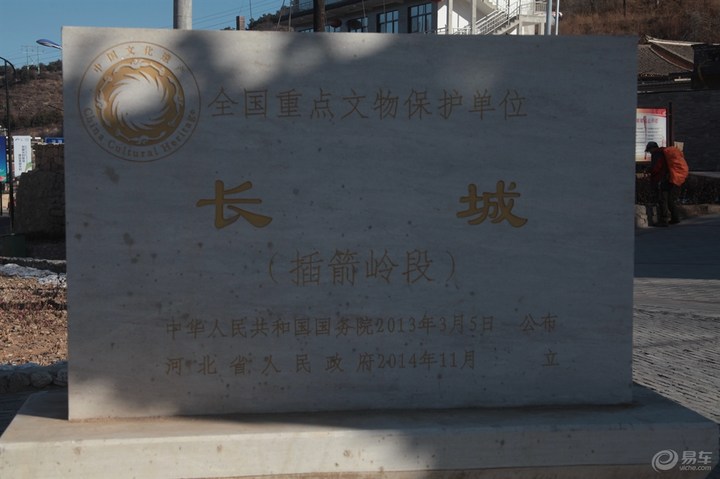 中国文化遗产
China Cultural Heritage
全国重点文物保护单位
长 城
（插箭岭段）
中华人民共和国国务院2013年3月5日 公布
河北省人民政府2014年11月 立
易车
yiche.com